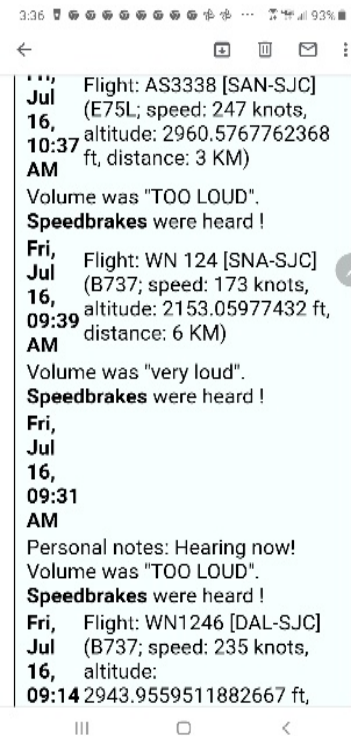 3:36 93%
Fri, Flight: AS3338 [SAN-SJC]
Jul (E75L; speed: 247 knots,
16, altitude: 2960.5767762368
10:37 ft, distance: 3 KM)
AM
Volume was "TOO LOUD".
Speedbrakes were heard !
Fri, Flight: WN 124 [SNA-SJC]
Jul (B737; speed: 173 knots,
16, altitude: 2153.05977432 ft,
09:39 distance: 6 KM)
AM
Volume was "very loud".
Speedbrakes were heard !
Fri,
Jul
16,
09:31
AM
Personal notes: Hearing now!
Volume was "TOO LOUD".
Speedbrakes were heard !
Fri, Flight: WN1246 [DAL-SJC]
Jul (B737; speed: 235 knots,
16, altitude:
09:14 2943.9559511882667 ft,